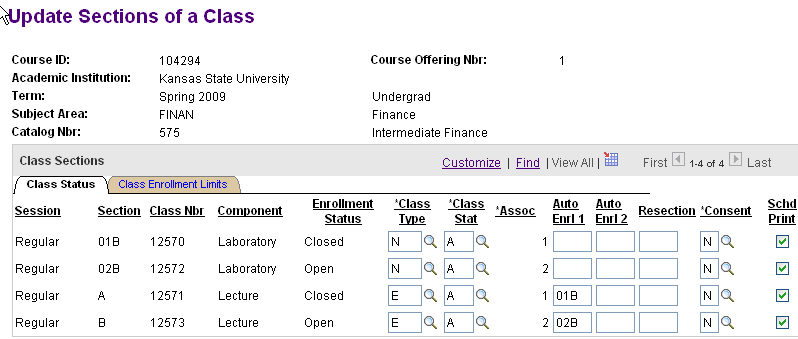 Update Sections of a Class
Course ID: 104294 Course Offering Nbr: 1
Academic Institution: Kansas State University
Term: Spring 2009 Undergrad
Subject Area: FINAN Finance
Catalog Nbr: 575 Intermediate Finance
Class Sections Customize | Find | View All | First 1-4 of 4 Last
Class Status Class Enrollment Limits
Session Section Class Nbr Component Enrollment Status *Class Type *Class Stat *Assoc Auto Enrl 1 Auto Enrl 2 Resection *Consent Schd Print
Regular 01B 12570 Laboratory Closed N A 1 N
Regular 02B 12572 Laboratory Open N A 2 N
Regular A 12571 Lecture Closed E A 1 01B N
Regular B 12573 Lecture Open E A 2 02B N